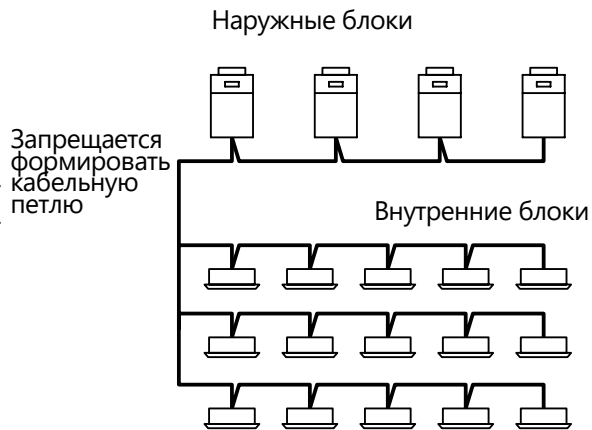 Наружные блоки
Запрещается
формировать
кабельную
петлю
Внутренние блоки